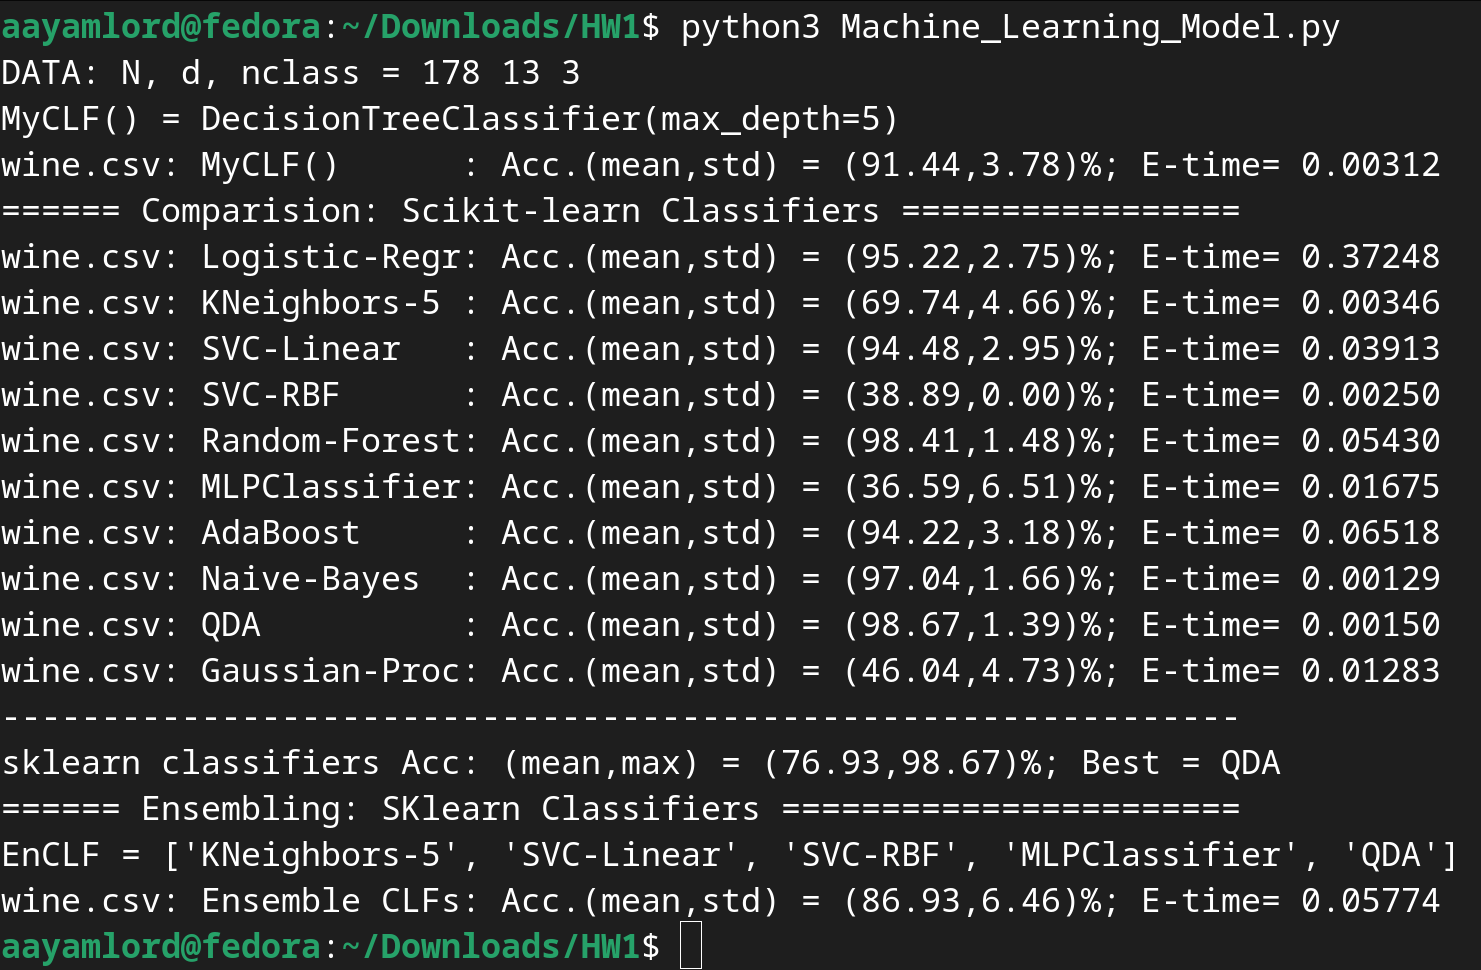 aayamlord@fedora:~/Downloads/HW1$ python3 Machine_Learning_Model.py
DATA: N, d, nclass = 178 13 3
MyCLF() = DecisionTreeClassifier(max_depth=5)
wine.csv: MyCLF()      : Acc.(mean,std) = (91.44,3.78)%; E-time= 0.00312
====== Comparision: Scikit-learn Classifiers =================
wine.csv: Logistic-Regr: Acc.(mean,std) = (95.22,2.75)%; E-time= 0.37248
wine.csv: KNeighbors-5 : Acc.(mean,std) = (69.74,4.66)%; E-time= 0.00346
wine.csv: SVC-Linear   : Acc.(mean,std) = (94.48,2.95)%; E-time= 0.03913
wine.csv: SVC-RBF      : Acc.(mean,std) = (38.89,0.00)%; E-time= 0.00250
wine.csv: Random-Forest: Acc.(mean,std) = (98.41,1.48)%; E-time= 0.05430
wine.csv: MLPClassifier: Acc.(mean,std) = (36.59,6.51)%; E-time= 0.01675
wine.csv: AdaBoost     : Acc.(mean,std) = (94.22,3.18)%; E-time= 0.06518
wine.csv: Naive-Bayes  : Acc.(mean,std) = (97.04,1.66)%; E-time= 0.00129
wine.csv: QDA          : Acc.(mean,std) = (98.67,1.39)%; E-time= 0.00150
wine.csv: Gaussian-Proc: Acc.(mean,std) = (46.04,4.73)%; E-time= 0.01283
--------------------------------------------------------------
sklearn classifiers Acc: (mean,max) = (76.93,98.67)%; Best = QDA
====== Ensembling: SKlearn Classifiers =======================
EnCLF = ['KNeighbors-5', 'SVC-Linear', 'SVC-RBF', 'MLPClassifier', 'QDA']
wine.csv: Ensemble CLFs: Acc.(mean,std) = (86.93,6.46)%; E-time= 0.05774
aayamlord@fedora:~/Downloads/HW1$